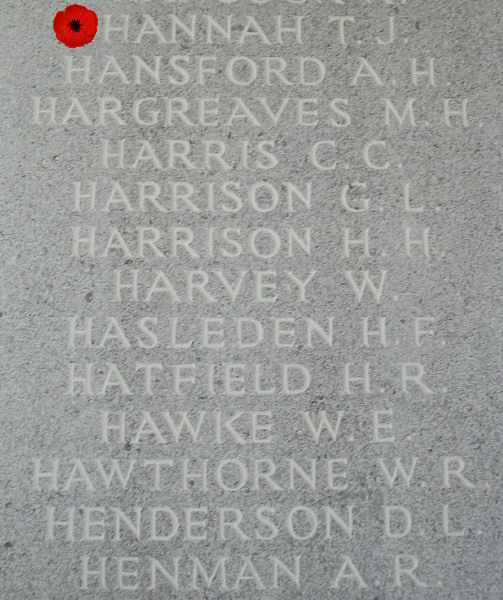 HANNAH T. J.
HANSFORD A. H
HARGREAVES M. H
HARRIS C. C.
HARRISON G. L.
HARRISON H. H.
HARVEY W.
HASLEDEN H. F.
HATFIELD H. R.
HAWKE W. E.
HAWTHORNE W. R.
HENDERSON D. L.
HENMAN A. R.